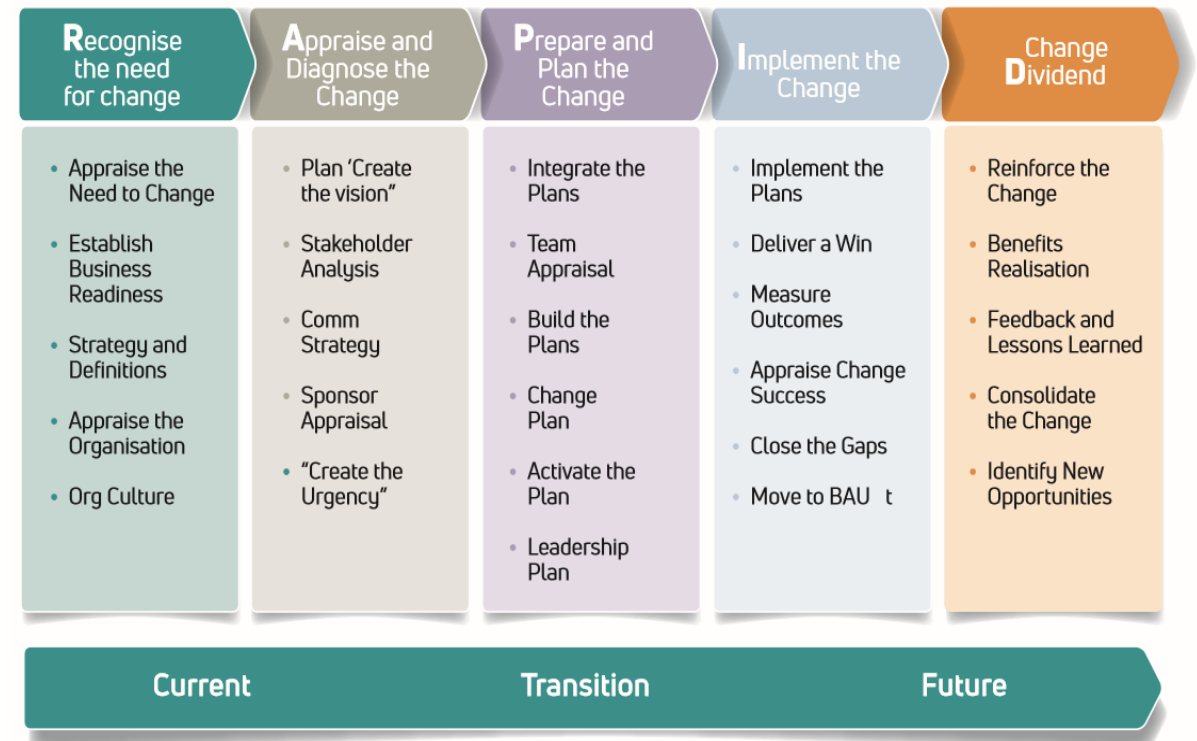 Recognise
the need
for change
Appraise the
Need to Change
Establish
Business
Readiness
Strategy and
Definitions
Appraise the
Organisation
Org Culture
Appraise and
Diagnose the
Change
Plan ‘Create
the vision”
Stakeholder
Analysis
Comm
Strategy
Sponsor
Appraisal
“Create the
Urgency”
Prepare and
Plan the
Change
Integrate the
Plans
Team
Appraisal
Build the
Plans
Change
Plan
Activate the
Plan
Leadership
Plan
Implement the
Change
Implement the
Plans
Deliver a Win
Measure
Outcomes
Appraise Change
Success
Close the Gaps
Move to BAU t
Change
Dividend
Reinforce the
Change
Benefits
Realisation
Feedback and
Lessons Learned
Consolidate
the Change
Identify New
Opportunities
Current Transition Future